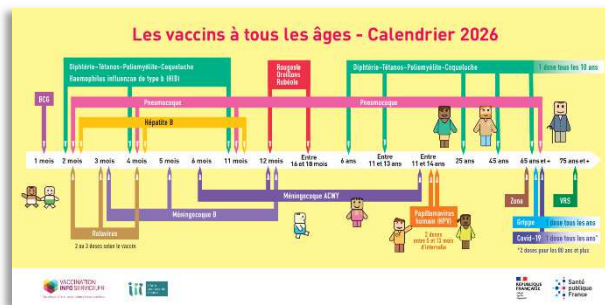 Les vaccins à tous les âges - Calendrier 2026
Diphtérie-Tétanos-Poliomyélite-Coqueluche
Haemophilus influenzae de type b (HIB)
Rougeole
Oreillons
Rubéole
Diphtérie-Tétanos-Poliomyélite-Coqueluche
1 dose tous les 10 ans
BCG
Pneumocoque
Pneumocoque
Hépatite B
1 mois
2 mois
3 mois
4 mois
5 mois
6 mois
11 mois
12 mois
Entre
16 et 18 mois
6 ans
Entre
11 et 13 ans
Entre
11 et 14 ans
25 ans
45 ans
65 ans et +
75 ans et +
Méningocoque ACWY
Méningocoque B
Rotavirus
2 ou 3 doses selon le vaccin
Papillomavirus
humain (HPV)
2 doses
entre 5 et 13 mois
d'intervalle
Zona
VRS
Grippe
1 dose tous les ans
Covid-19
1 dose tous les ans*
*2 doses pour les 80 ans et plus
VACCINATION
INFO SERVICE.FR
RÉPUBLIQUE
FRANÇAISE
Santé
publique
France